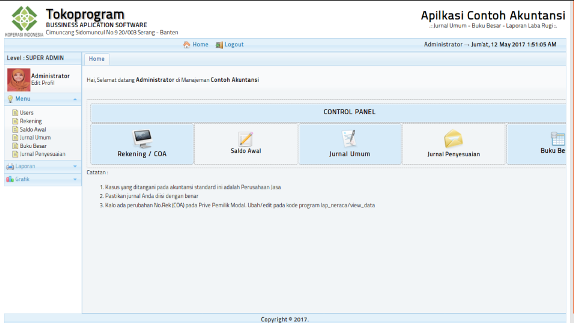 Tokoprogram
BUSSINESS APLICATION SOFTWARE
Cimuncang Sidomuncul No 9 20/003 Serang - Banten
KOPERASI INDONESIA
Apilkasi Contoh Akuntansi
..:: Jurnal Umum - Buku Besar - Laporan Laba Rugi ::..
Home Logout
Administrator -- Jum'at, 12 May 2017 1:51:05 AM
Level : SUPER ADMIN
Administrator
Edit Profil
Menu
Users
Rekening
Saldo Awal
Jurnal Umum
Buku Besar
Jurnal Penyesuaian
Laporan
Grafik
Home
Hai, Selamat datang Administrator di Manajeman Contoh Akuntansi
CONTROL PANEL
Rekening / COA
Saldo Awal
Jurnal Umum
Jurnal Penyesuaian
Buku Be
Catatan :
1. Kasus yang ditangani pada akuntansi standard ini adalah Perusahaan Jasa
2. Pastikan jurnal Anda diisi dengan benar
3. Kalo ada perubahan No.Rek (COA) pada Prive Pemilik Modal. Ubah/edit pada kode program lap_neraca/view_data
Copyright © 2017.